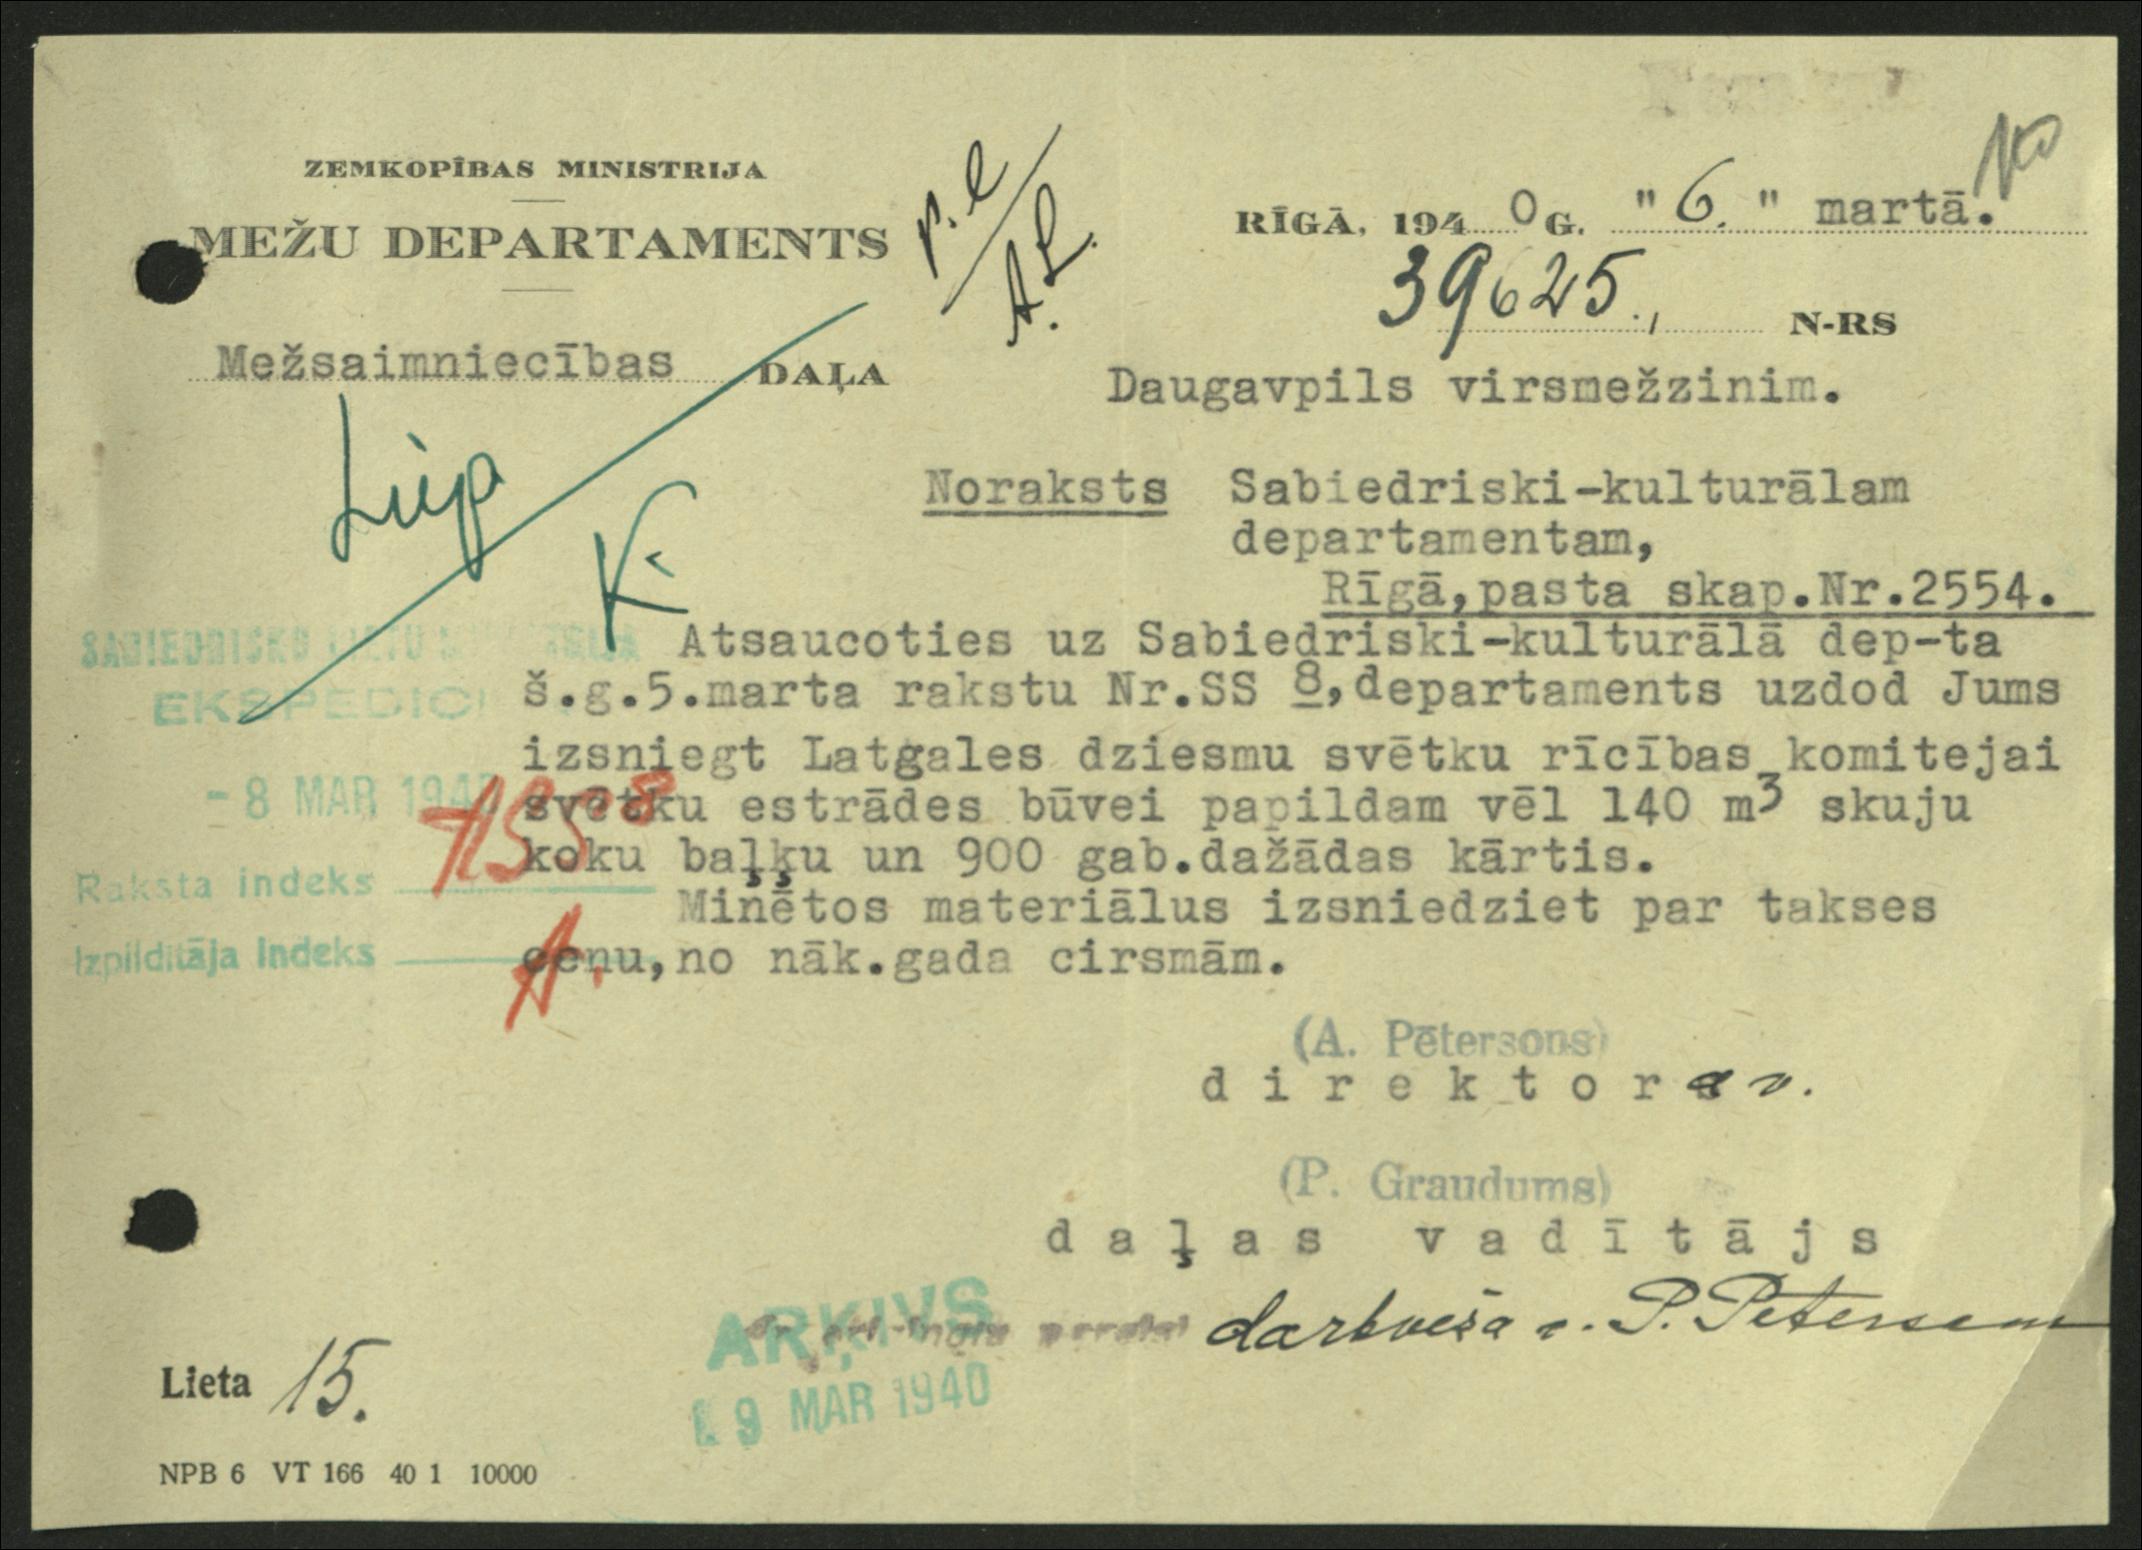 ZEMKOPĪBAS MINISTRIJA
MEŽU DEPARTAMENTS
Mežsaimniecības DAĻA
RĪGĀ, 1940 G. "6." martā.
39625., N-RS
Daugavpils virsmežzinim.
Noraksts Sabiedriski-kulturālam
departamentam,
Rīgā,pasta skap.Nr.2554.
Atsaucoties uz Sabiedriski-kulturālā dep-ta
š.g.5.marta rakstu Nr.SS 8,departaments uzdod Jums
izsniegt Latgales dziesmu svētku rīcības komitejai
svētku estrādes būvei papildam vēl 140 m3 skuju
koku baļķu un 900 gab.dažādas kārtis.
Minētos materiālus izsniedziet par takses
cenu,no nāk.gada cirsmām.
EKSPEDICI
- 8 MAR 194
Raksta indeks
Izpildītāja indeks A.
(A. Pētersons)
direktora v.
(P. Graudums)
daļas vadītājs
darbveža v. P. Petersons
ARĶIVS
9 MAR 1940
Lieta 15.
NPB 6 VT 166 40 1 10000